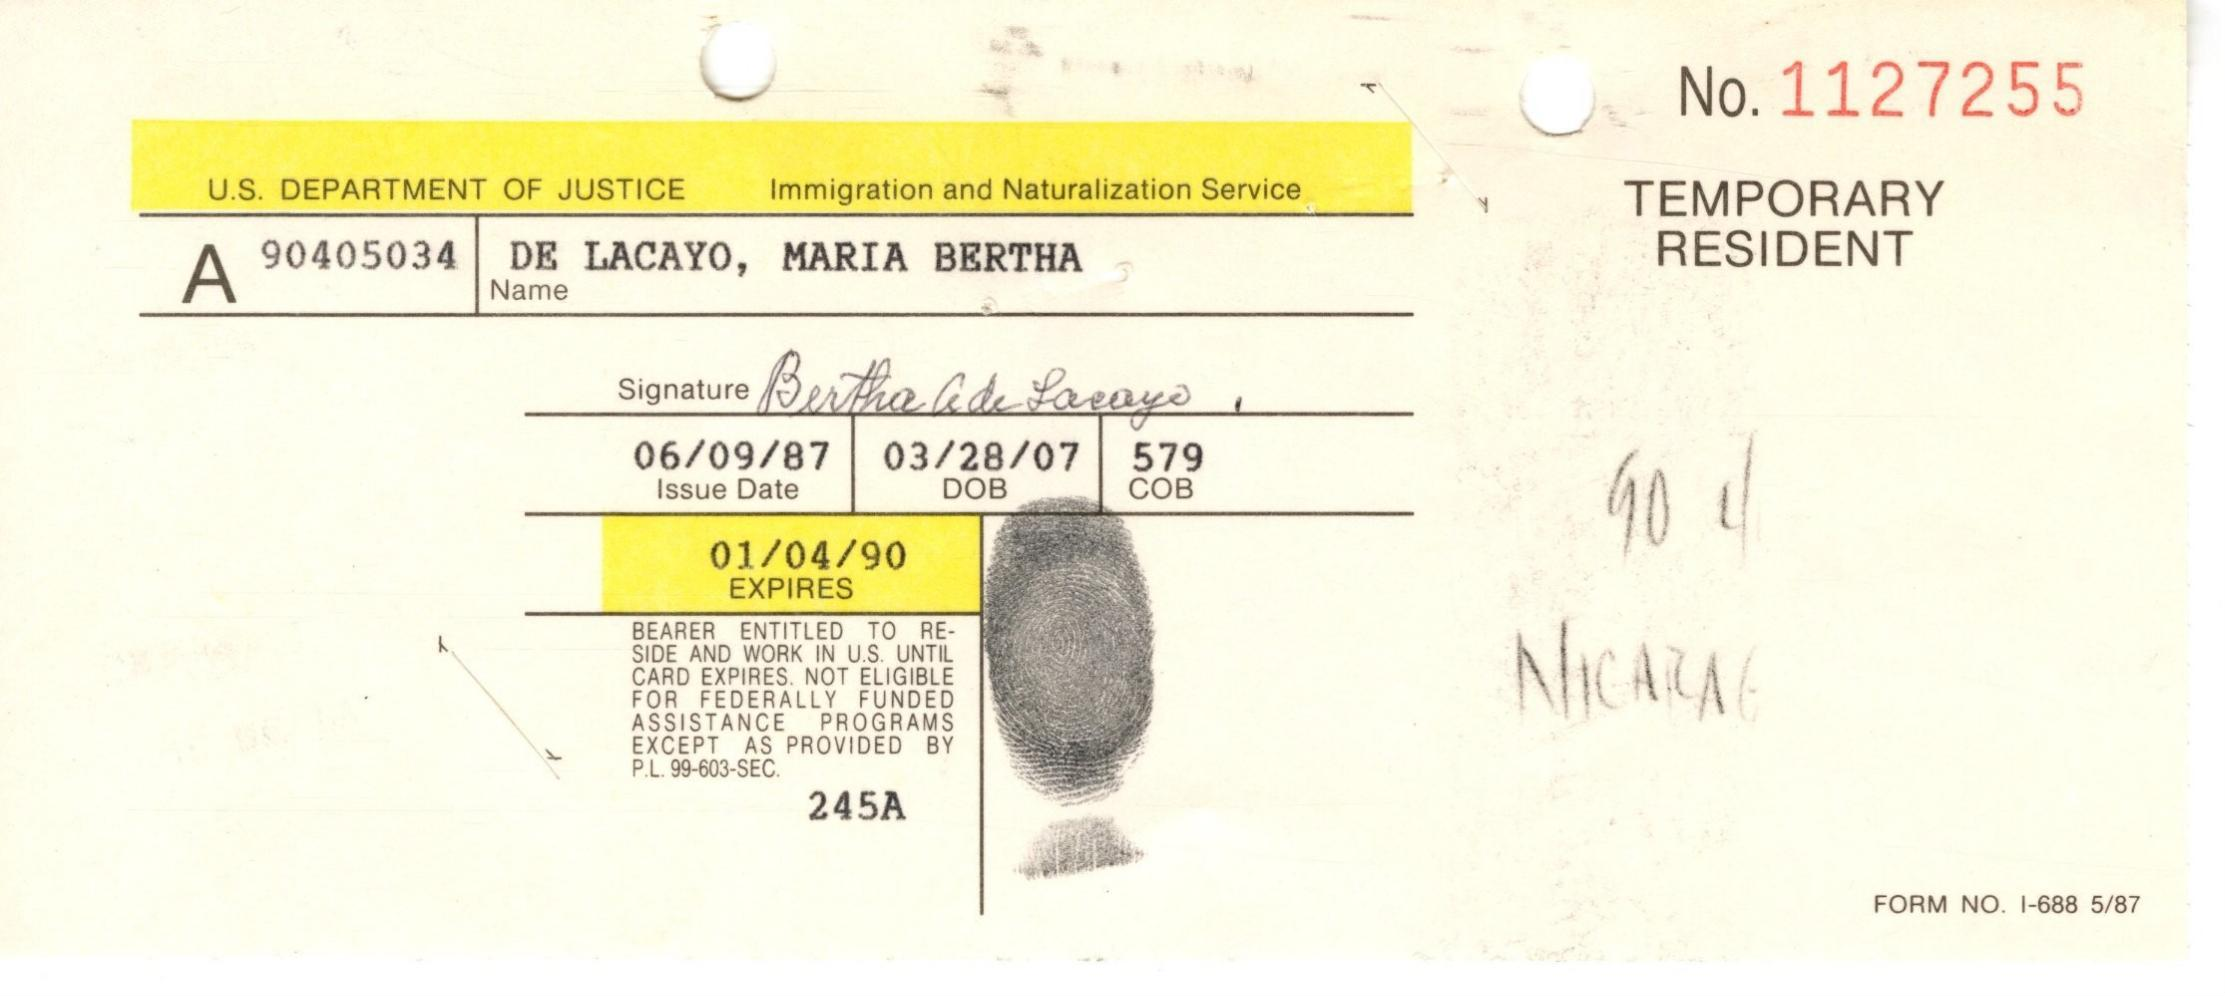 No. 1127255
U.S. DEPARTMENT OF JUSTICE Immigration and Naturalization Service
TEMPORARY
RESIDENT
A 90405034 DE LACAYO, MARIA BERTHA
Name
Signature Bertha C de Lacayo
06/09/87 03/28/07 579
Issue Date DOB COB
01/04/90
EXPIRES
BEARER ENTITLED TO RE-
SIDE AND WORK IN U.S. UNTIL
CARD EXPIRES. NOT ELIGIBLE
FOR FEDERALLY FUNDED
ASSISTANCE PROGRAMS
EXCEPT AS PROVIDED BY
P.L. 99-603-SEC.
245A
90 4
NICARAG
FORM NO. I-688 5/87